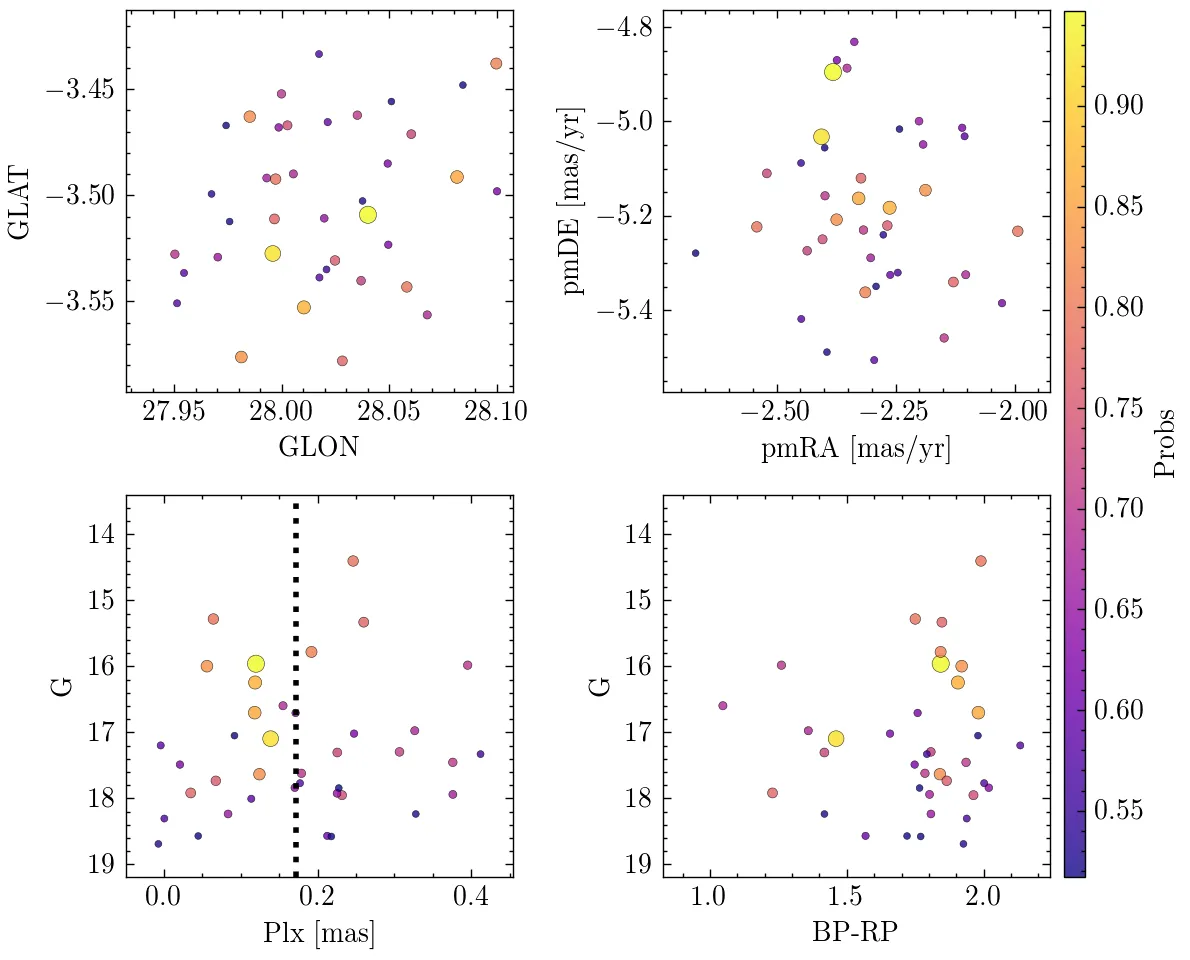 −3.45
−3.50
−3.55
GLAT
27.95 28.00 28.05 28.10
GLON
−4.8
−5.0
−5.2
−5.4
pmDE [mas/yr]
−2.50 −2.25 −2.00
pmRA [mas/yr]
14
15
16
17
18
19
G
0.0 0.2 0.4
Plx [mas]
14
15
16
17
18
19
G
1.0 1.5 2.0
BP-RP
0.90
0.85
0.80
0.75
0.70
0.65
0.60
0.55
Probs